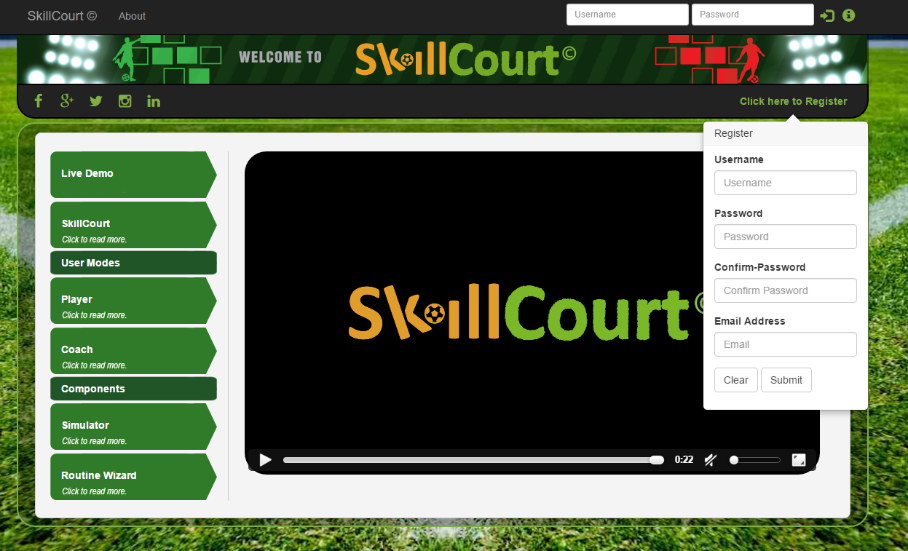 SkillCourt © About Username Password
WELCOME TO SkillCourt©
Click here to Register
Register
Username
Username
Password
Password
Confirm-Password
Confirm Password
Email Address
Email
Clear Submit
Live Demo
SkillCourt
Click to read more.
User Modes
Player
Click to read more.
Coach
Click to read more.
Components
Simulator
Click to read more.
Routine Wizard
Click to read more.
SkillCourt©
0:22